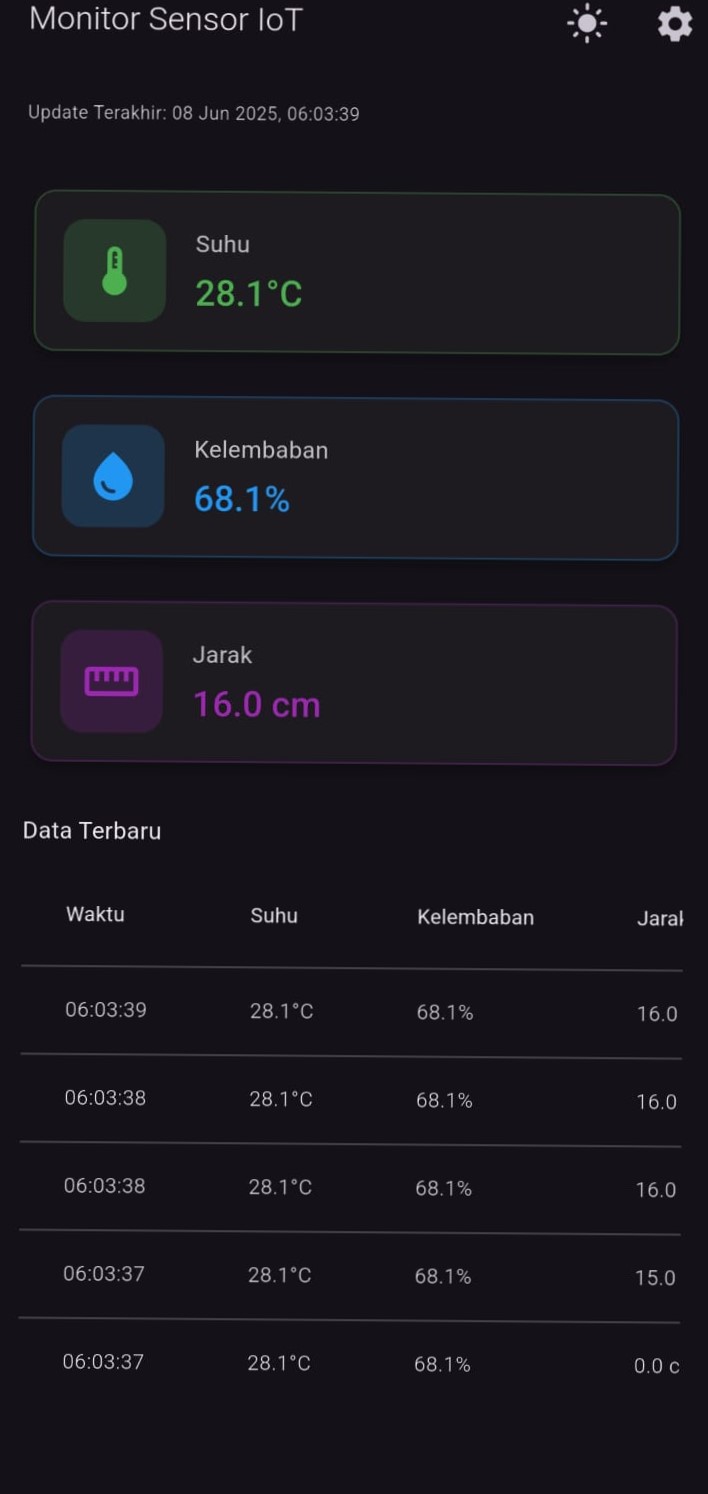 Monitor Sensor IoT
Update Terakhir: 08 Jun 2025, 06:03:39
Suhu
28.1°C
Kelembaban
68.1%
Jarak
16.0 cm
Data Terbaru
Waktu Suhu Kelembaban Jarak
06:03:39 28.1°C 68.1% 16.0
06:03:38 28.1°C 68.1% 16.0
06:03:38 28.1°C 68.1% 16.0
06:03:37 28.1°C 68.1% 15.0
06:03:37 28.1°C 68.1% 0.0 c